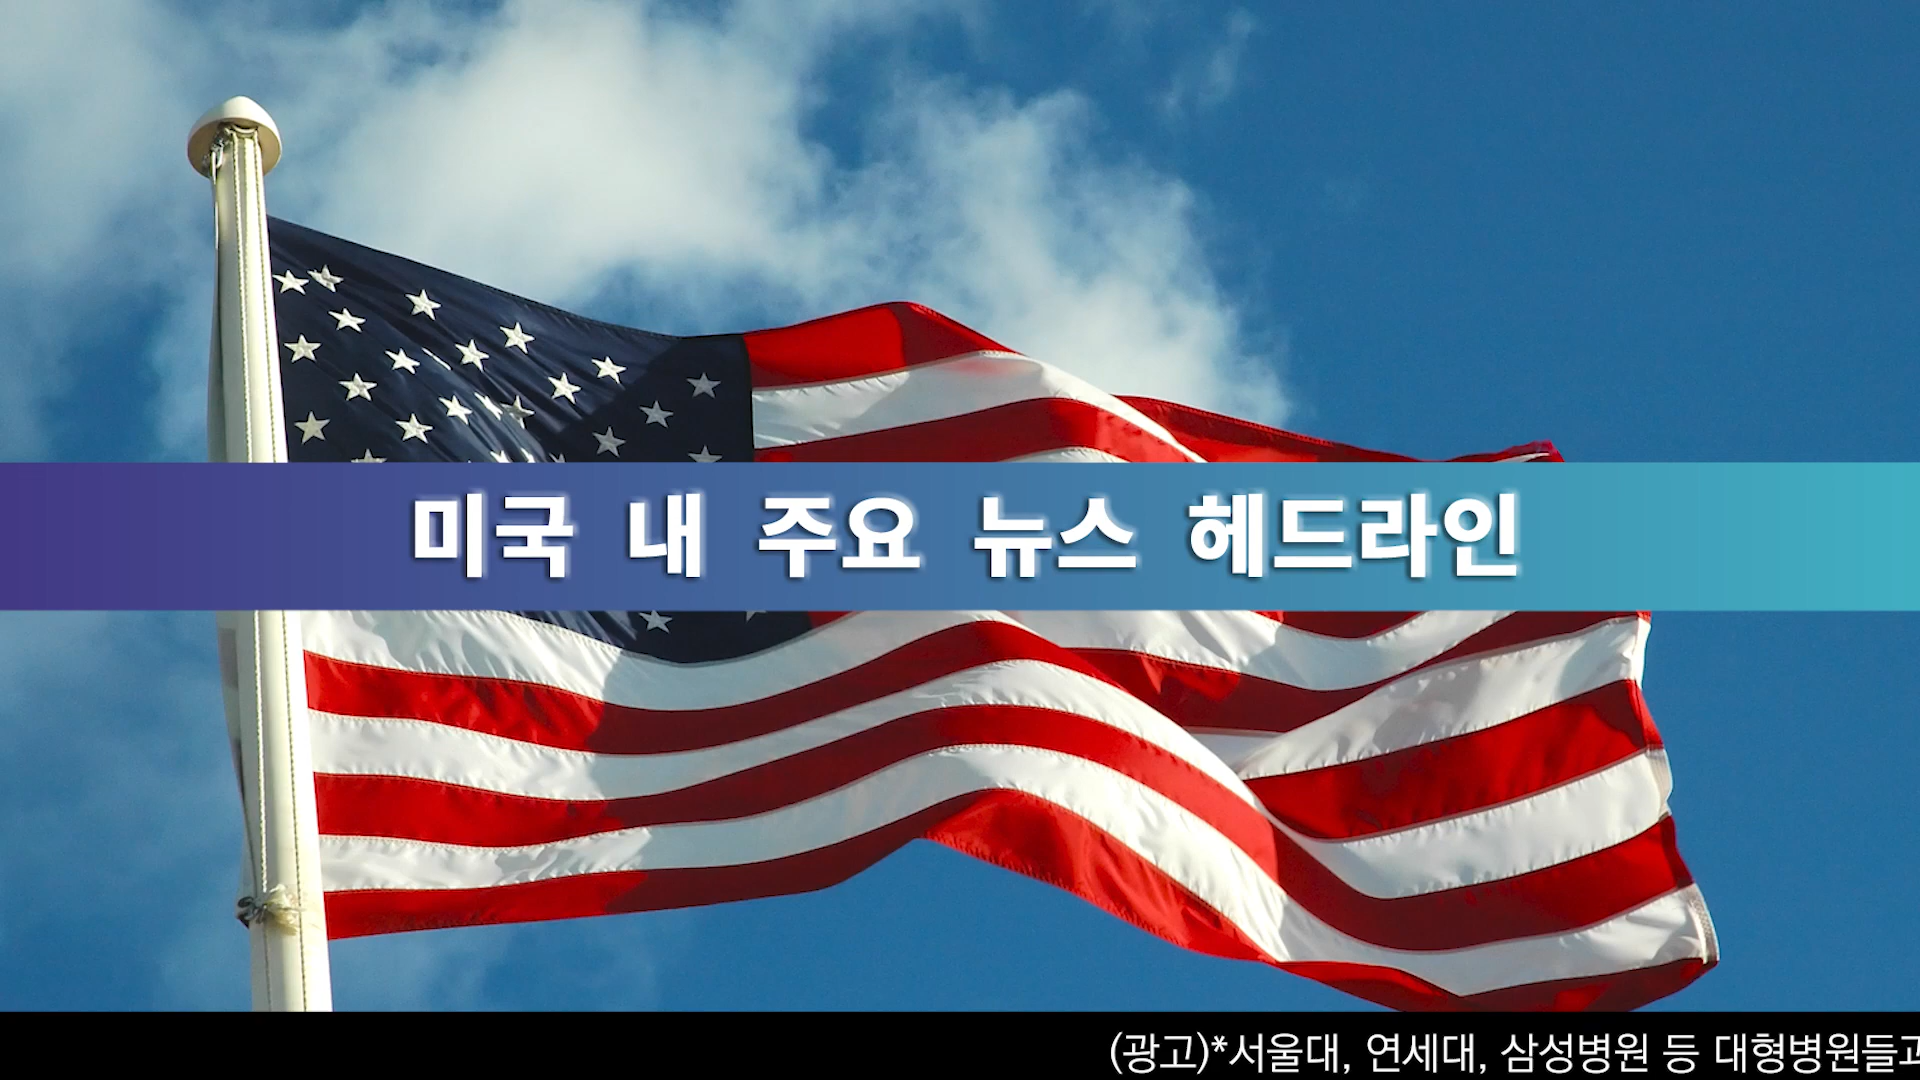 미국 내 주요 뉴스 헤드라인
(광고)*서울대, 연세대, 삼성병원 등 대형병원들과